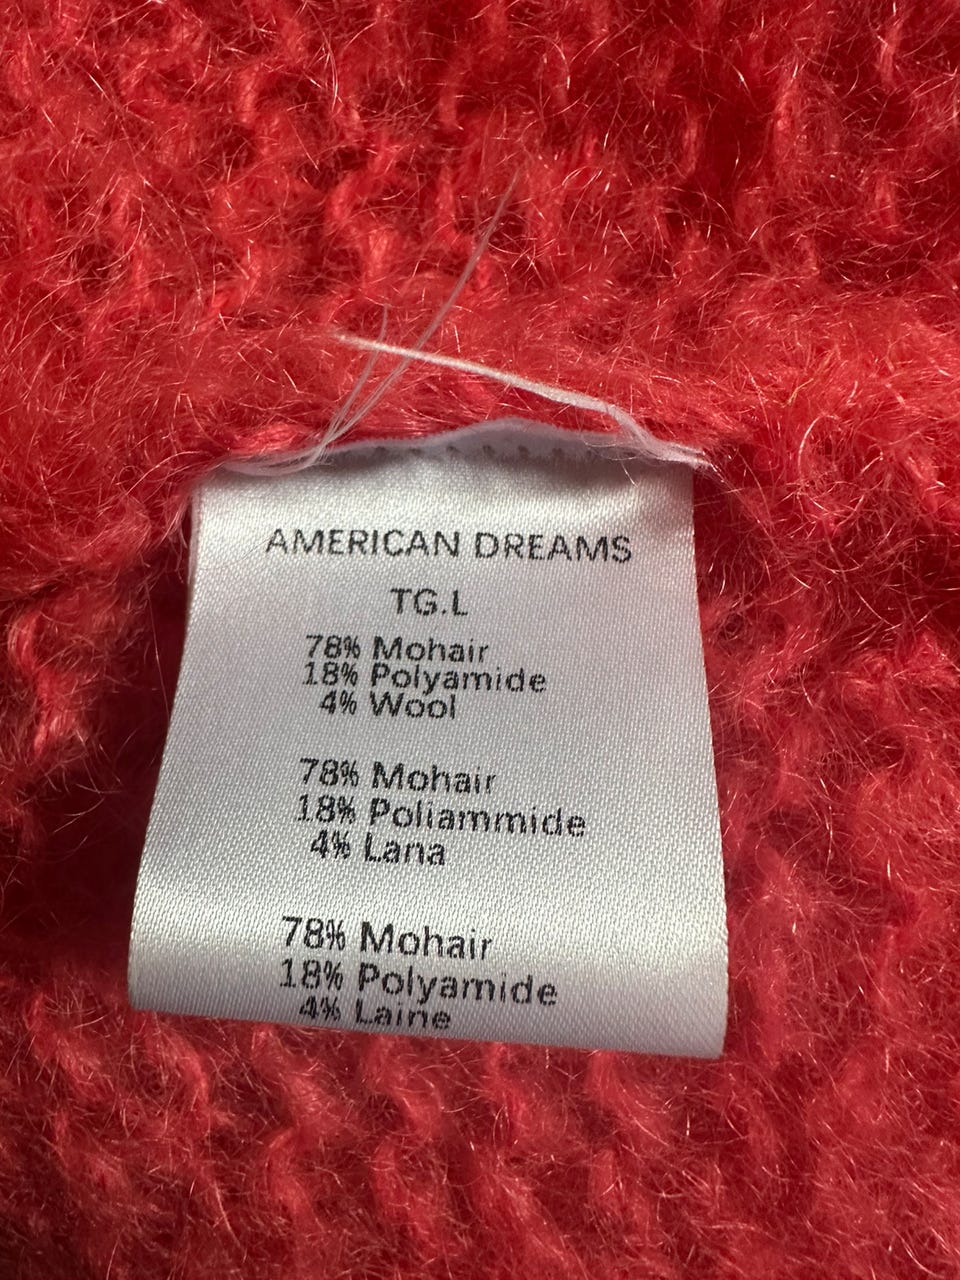 AMERICAN DREAMS
TG.L
78% Mohair
18% Polyamide
4% Wool
78% Mohair
18% Poliammide
4% Lana
78% Mohair
18% Polyamide
4% Laine